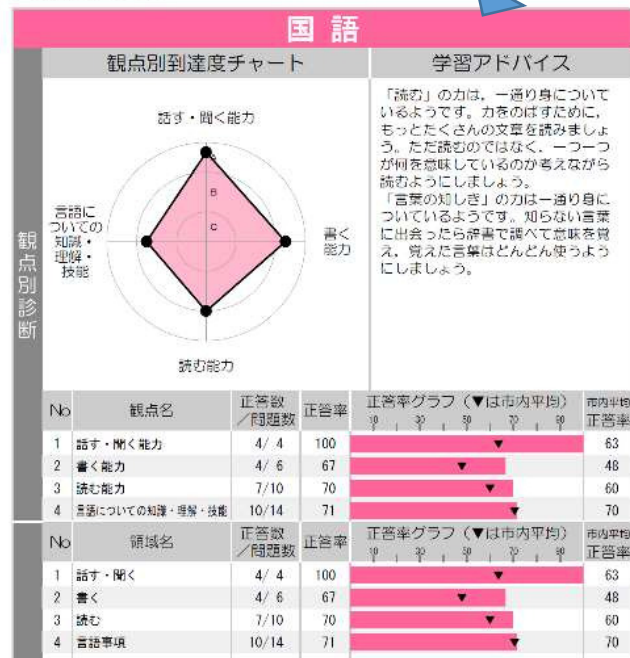 国 語
観点別診断
観点別到達度チャート
話す・聞く能力
A
B
C
言語に
ついての
知識・
理解・
技能
書く
能力
読む能力
学習アドバイス
「読む」の力は，一通り身について
いるようです。力をのばすために，
もっとたくさんの文章を読みましょ
う。ただ読むのではなく，一つ一つ
が何を意味しているのか考えながら
読むようにしましょう。
「言葉の知しき」の力は一通り身に
ついているようです。知らない言葉
に出会ったら辞書で調べて意味を覚
え，覚えた言葉はどんどん使うよう
にしましょう。
No 観点名 正答数／問題数 正答率 正答率グラフ（▼は市内平均） 市内平均正答率
10 30 50 70 90
1 話す・聞く能力 4/ 4 100 63
2 書く能力 4/ 6 67 48
3 読む能力 7/10 70 60
4 言語についての知識・理解・技能 10/14 71 70
No 領域名 正答数／問題数 正答率 正答率グラフ（▼は市内平均） 市内平均正答率
10 30 50 70 90
1 話す・聞く 4/ 4 100 63
2 書く 4/ 6 67 48
3 読む 7/10 70 60
4 言語事項 10/14 71 70